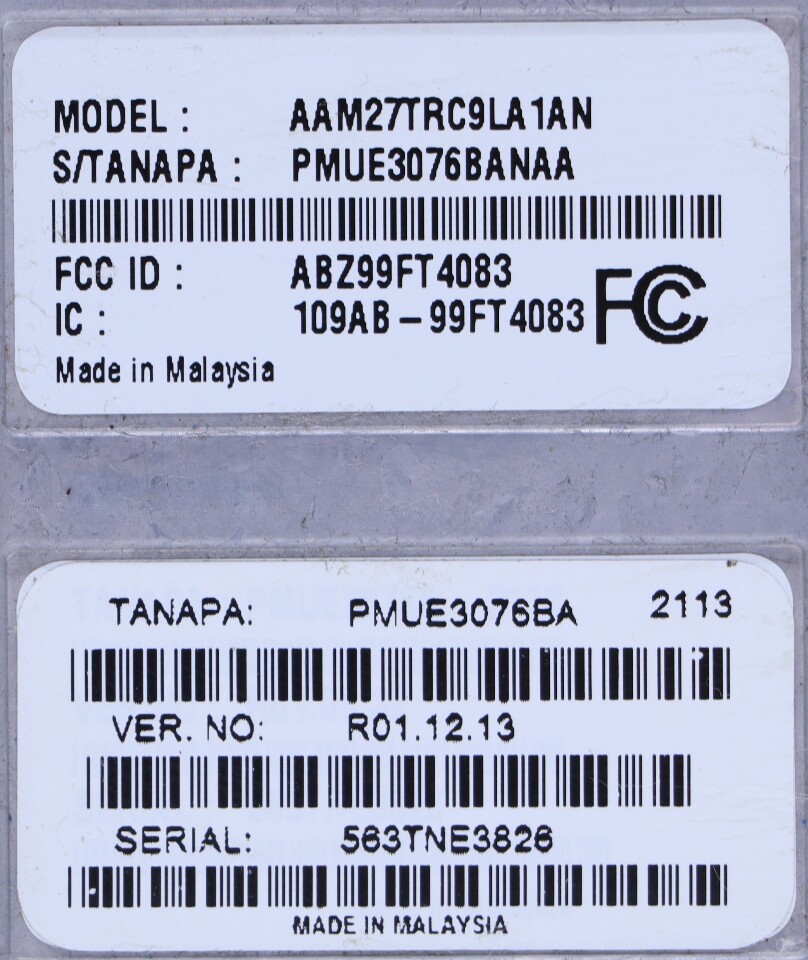 MODEL : AAM27TRC9LA1AN
S/TANAPA : PMUE3076BANAA
FCC ID : ABZ99FT4083
IC : 109AB – 99FT4083 FC
Made in Malaysia
TANAPA: PMUE3076BA 2113
VER. NO: R01.12.13
SERIAL: 563TNE3826
MADE IN MALAYSIA